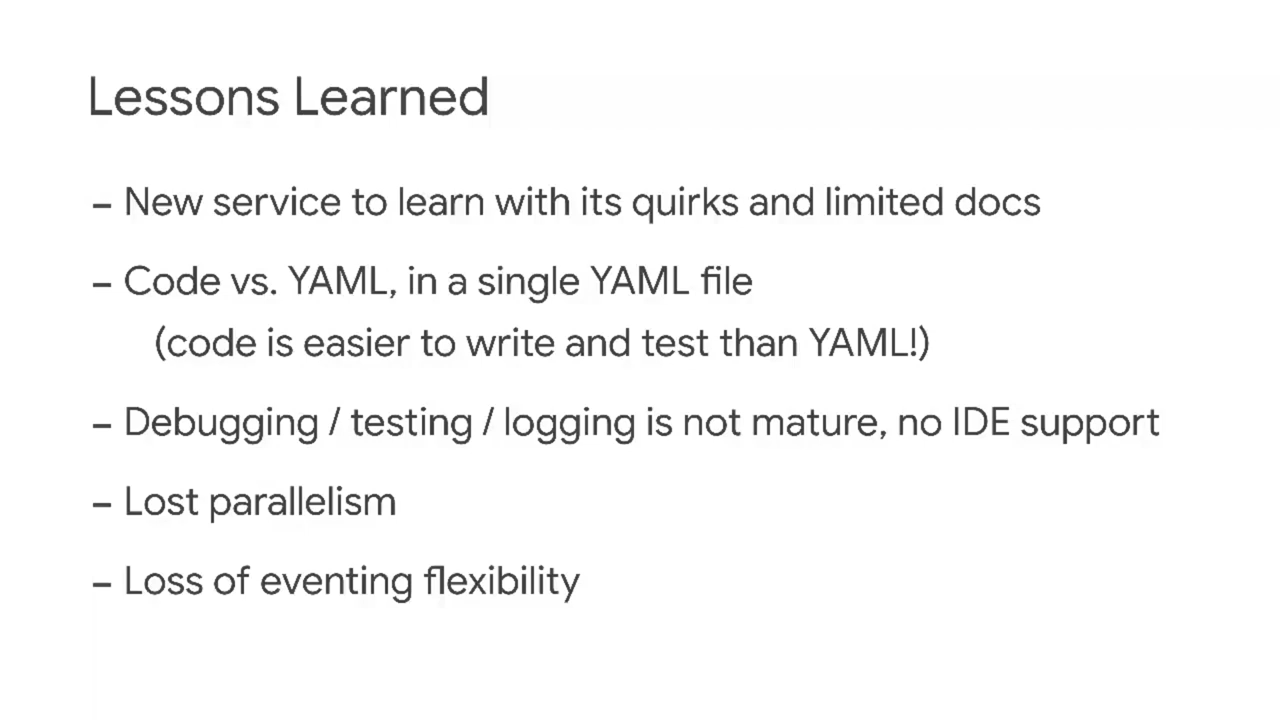 Lessons Learned
– New service to learn with its quirks and limited docs
– Code vs. YAML, in a single YAML file
(code is easier to write and test than YAML!)
– Debugging / testing / logging is not mature, no IDE support
– Lost parallelism
– Loss of eventing flexibility